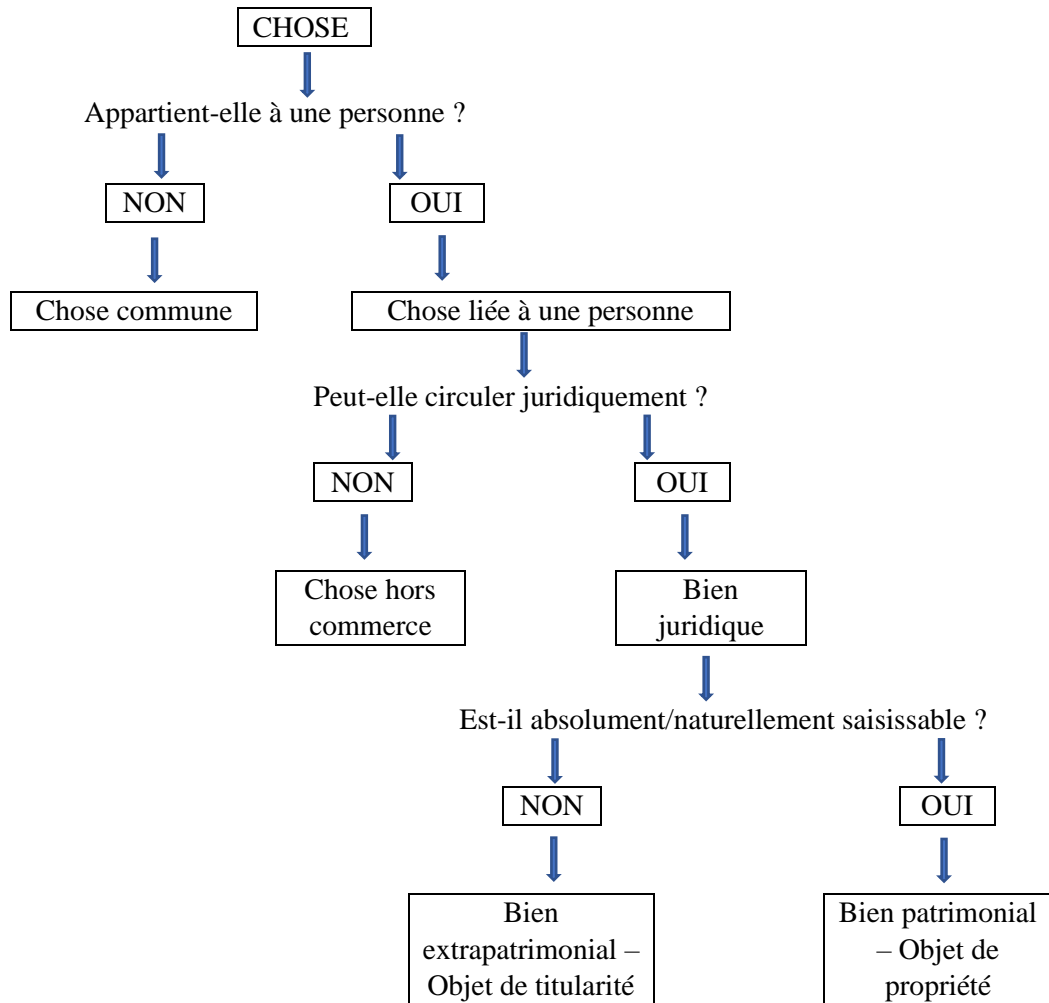 CHOSE
Appartient-elle à une personne ?
NON
OUI
Chose commune
Chose liée à une personne
Peut-elle circuler juridiquement ?
NON
OUI
Chose hors
commerce
Bien
juridique
Est-il absolument/naturellement saisissable ?
NON
OUI
Bien
extrapatrimonial –
Objet de titularité
Bien patrimonial
– Objet de
propriété